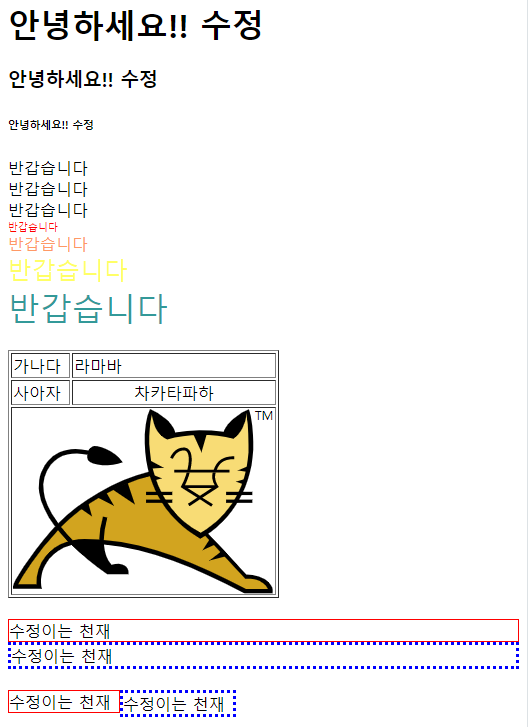 안녕하세요!! 수정
안녕하세요!! 수정
안녕하세요!! 수정
반갑습니다
반갑습니다
반갑습니다
반갑습니다
반갑습니다
반갑습니다
반갑습니다
가나다 라마바
사아자 차카타파하
TM
수정이는 천재
수정이는 천재
수정이는 천재 수정이는 천재